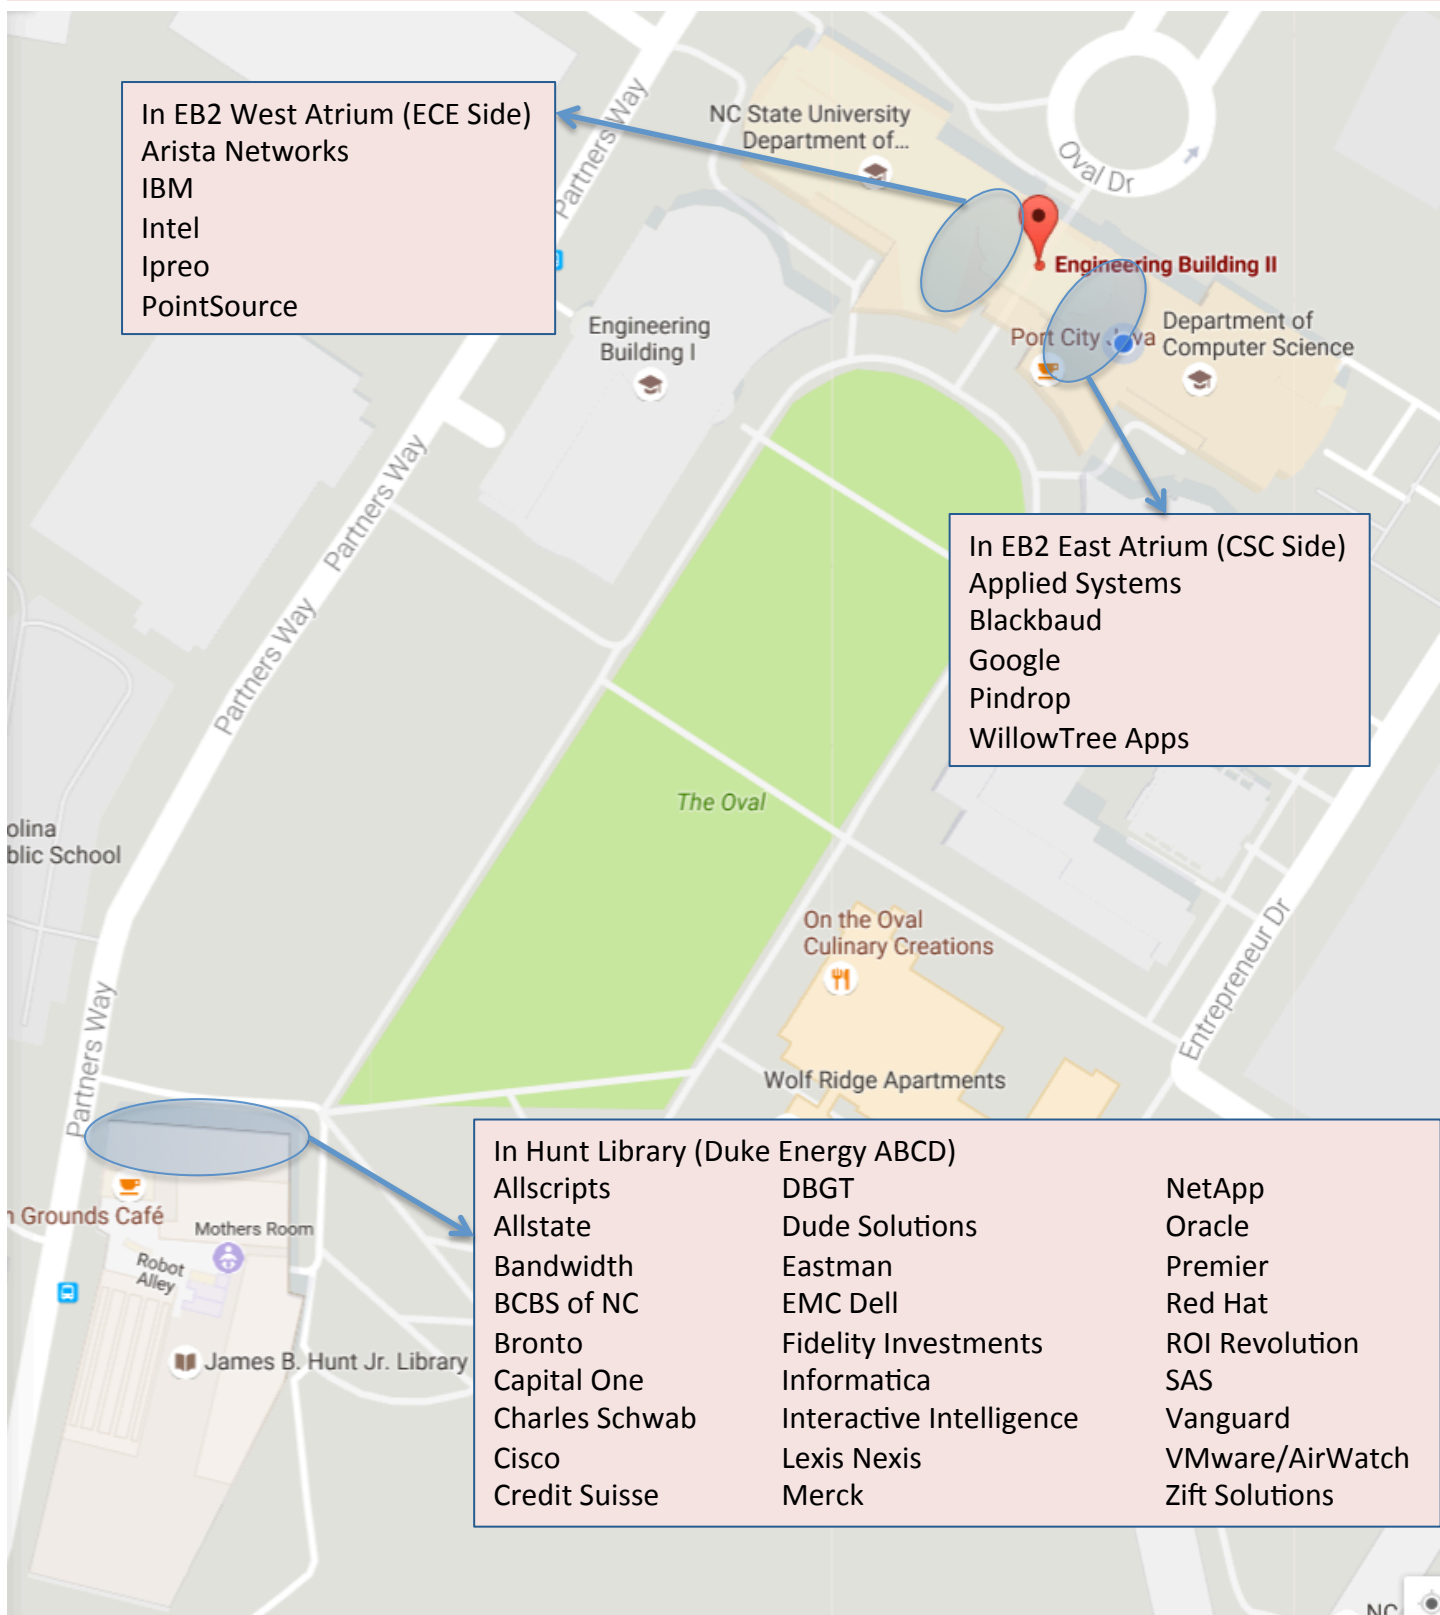 In EB2 West Atrium (ECE Side)
Arista Networks
IBM
Intel
Ipreo
PointSource
NC State University
Department of...
Partners Way
Oval Dr
Engineering Building II
Engineering
Building I
Port City
Department of
Computer Science
Partners Way
Partners Way
Partners Way
In EB2 East Atrium (CSC Side)
Applied Systems
Blackbaud
Google
Pindrop
WillowTree Apps
The Oval
olina
blic School
On the Oval
Culinary Creations
Entrepreneur Dr
Partners Way
Wolf Ridge Apartments
In Hunt Library (Duke Energy ABCD)
Allscripts DBGT NetApp
Allstate Dude Solutions Oracle
Bandwidth Eastman Premier
BCBS of NC EMC Dell Red Hat
Bronto Fidelity Investments ROI Revolution
Capital One Informatica SAS
Charles Schwab Interactive Intelligence Vanguard
Cisco Lexis Nexis VMware/AirWatch
Credit Suisse Merck Zift Solutions
Grounds Café
Mothers Room
Robot
Alley
James B. Hunt Jr. Library
NC